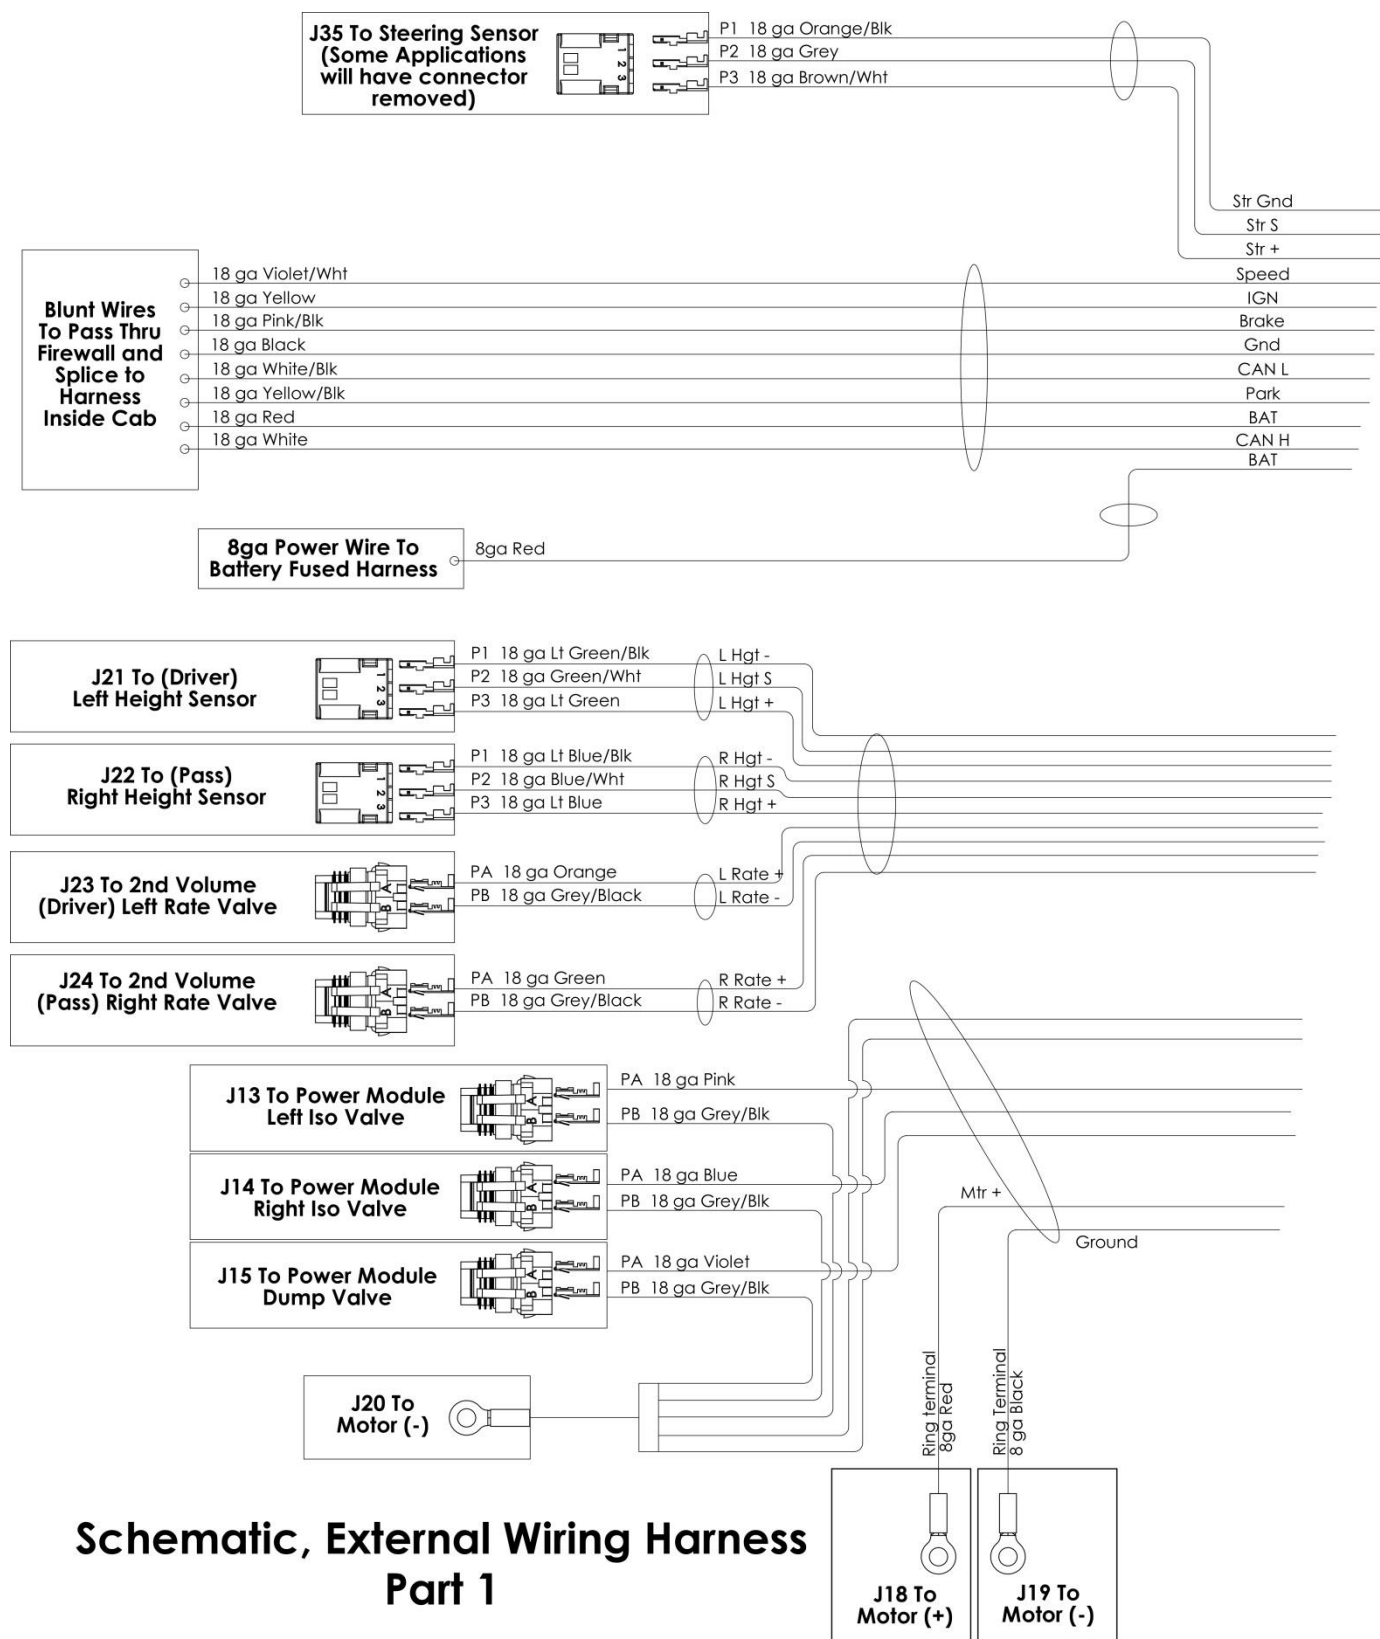 J35 To Steering Sensor
(Some Applications
will have connector
removed)
1
2
3
P1 18 ga Orange/Blk
P2 18 ga Grey
P3 18 ga Brown/Wht
Str Gnd
Str S
Str +
Blunt Wires
To Pass Thru
Firewall and
Splice to
Harness
Inside Cab
18 ga Violet/Wht
Speed
18 ga Yellow
IGN
18 ga Pink/Blk
Brake
18 ga Black
Gnd
18 ga White/Blk
CAN L
18 ga Yellow/Blk
Park
18 ga Red
BAT
18 ga White
CAN H
BAT
8ga Power Wire To
Battery Fused Harness
8ga Red
J21 To (Driver)
Left Height Sensor
1
2
3
P1 18 ga Lt Green/Blk
L Hgt -
P2 18 ga Green/Wht
L Hgt S
P3 18 ga Lt Green
L Hgt +
J22 To (Pass)
Right Height Sensor
1
2
3
P1 18 ga Lt Blue/Blk
R Hgt -
P2 18 ga Blue/Wht
R Hgt S
P3 18 ga Lt Blue
R Hgt +
J23 To 2nd Volume
(Driver) Left Rate Valve
A
B
PA 18 ga Orange
L Rate +
PB 18 ga Grey/Black
L Rate -
J24 To 2nd Volume
(Pass) Right Rate Valve
A
B
PA 18 ga Green
R Rate +
PB 18 ga Grey/Black
R Rate -
J13 To Power Module
Left Iso Valve
A
B
PA 18 ga Pink
PB 18 ga Grey/Blk
J14 To Power Module
Right Iso Valve
A
B
PA 18 ga Blue
PB 18 ga Grey/Blk
J15 To Power Module
Dump Valve
A
B
PA 18 ga Violet
PB 18 ga Grey/Blk
Mtr +
Ground
J20 To
Motor (-)
Ring terminal
8ga Red
Ring Terminal
8 ga Black
J18 To
Motor (+)
J19 To
Motor (-)
Schematic, External Wiring Harness
Part 1